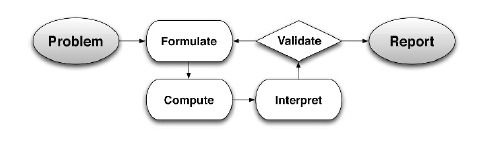 Problem
Formulate
Validate
Report
Compute
Interpret